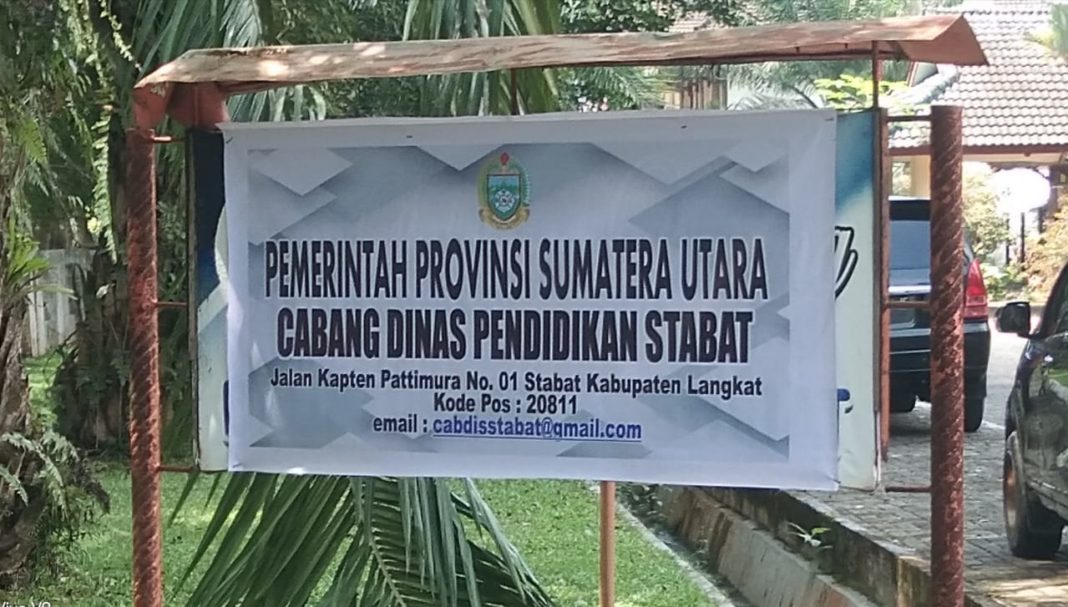 PEMERINTAH PROVINSI SUMATERA UTARA
CABANG DINAS PENDIDIKAN STABAT
Jalan Kapten Pattimura No. 01 Stabat Kabupaten Langkat
Kode Pos : 20811
email : cabdisstabat@gmail.com